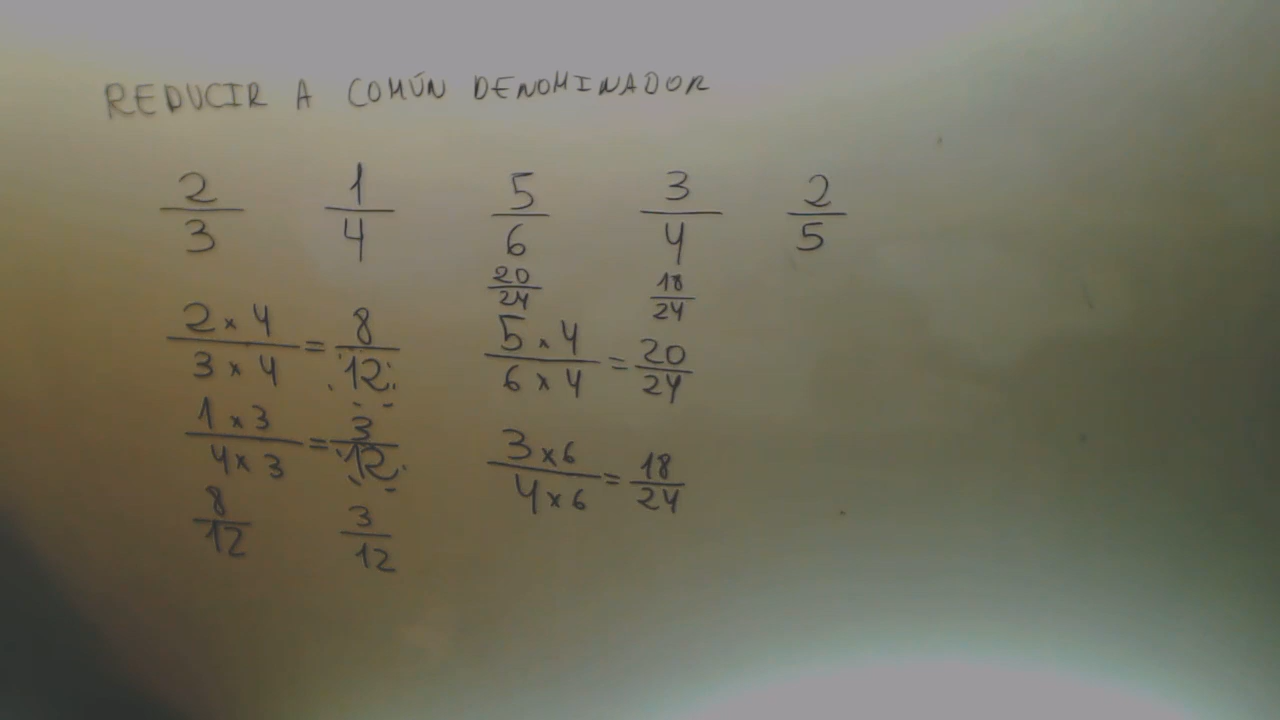 REDUCIR A COMÚN DENOMINADOR
2/3 1/4 5/6 3/4 2/5
20/24 18/24
2 x 4 / 3 x 4 = 8/12
5 x 4 / 6 x 4 = 20/24
1 x 3 / 4 x 3 = 3/12
3 x 6 / 4 x 6 = 18/24
8/12 3/12